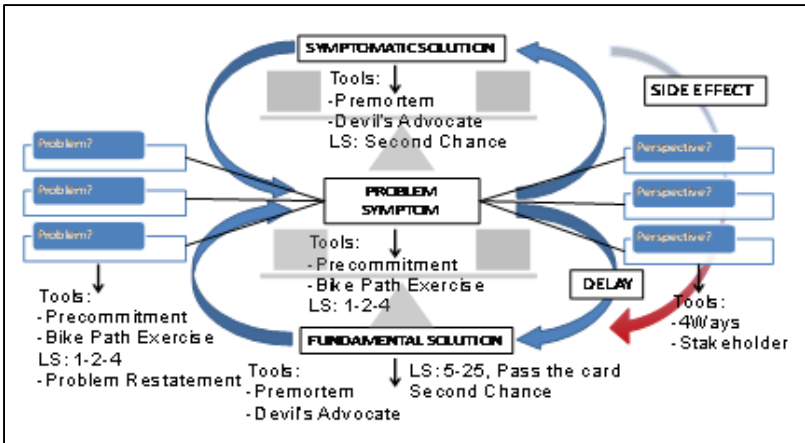 SYMPTOMATIC SOLUTION
Tools:
-Premortem
-Devil's Advocate
LS: Second Chance
SIDE EFFECT
Problem?
Problem?
Problem?
PROBLEM
SYMPTOM
Perspective?
Perspective?
Perspective?
Tools:
-Precommitment
-Bike Path Exercise
LS: 1-2-4
DELAY
Tools:
-Precommitment
-Bike Path Exercise
LS: 1-2-4
-Problem Restatement
Tools:
-4Ways
-Stakeholder
FUNDAMENTAL SOLUTION
Tools:
-Premortem
-Devil's Advocate
LS: 5-25, Pass the card
Second Chance